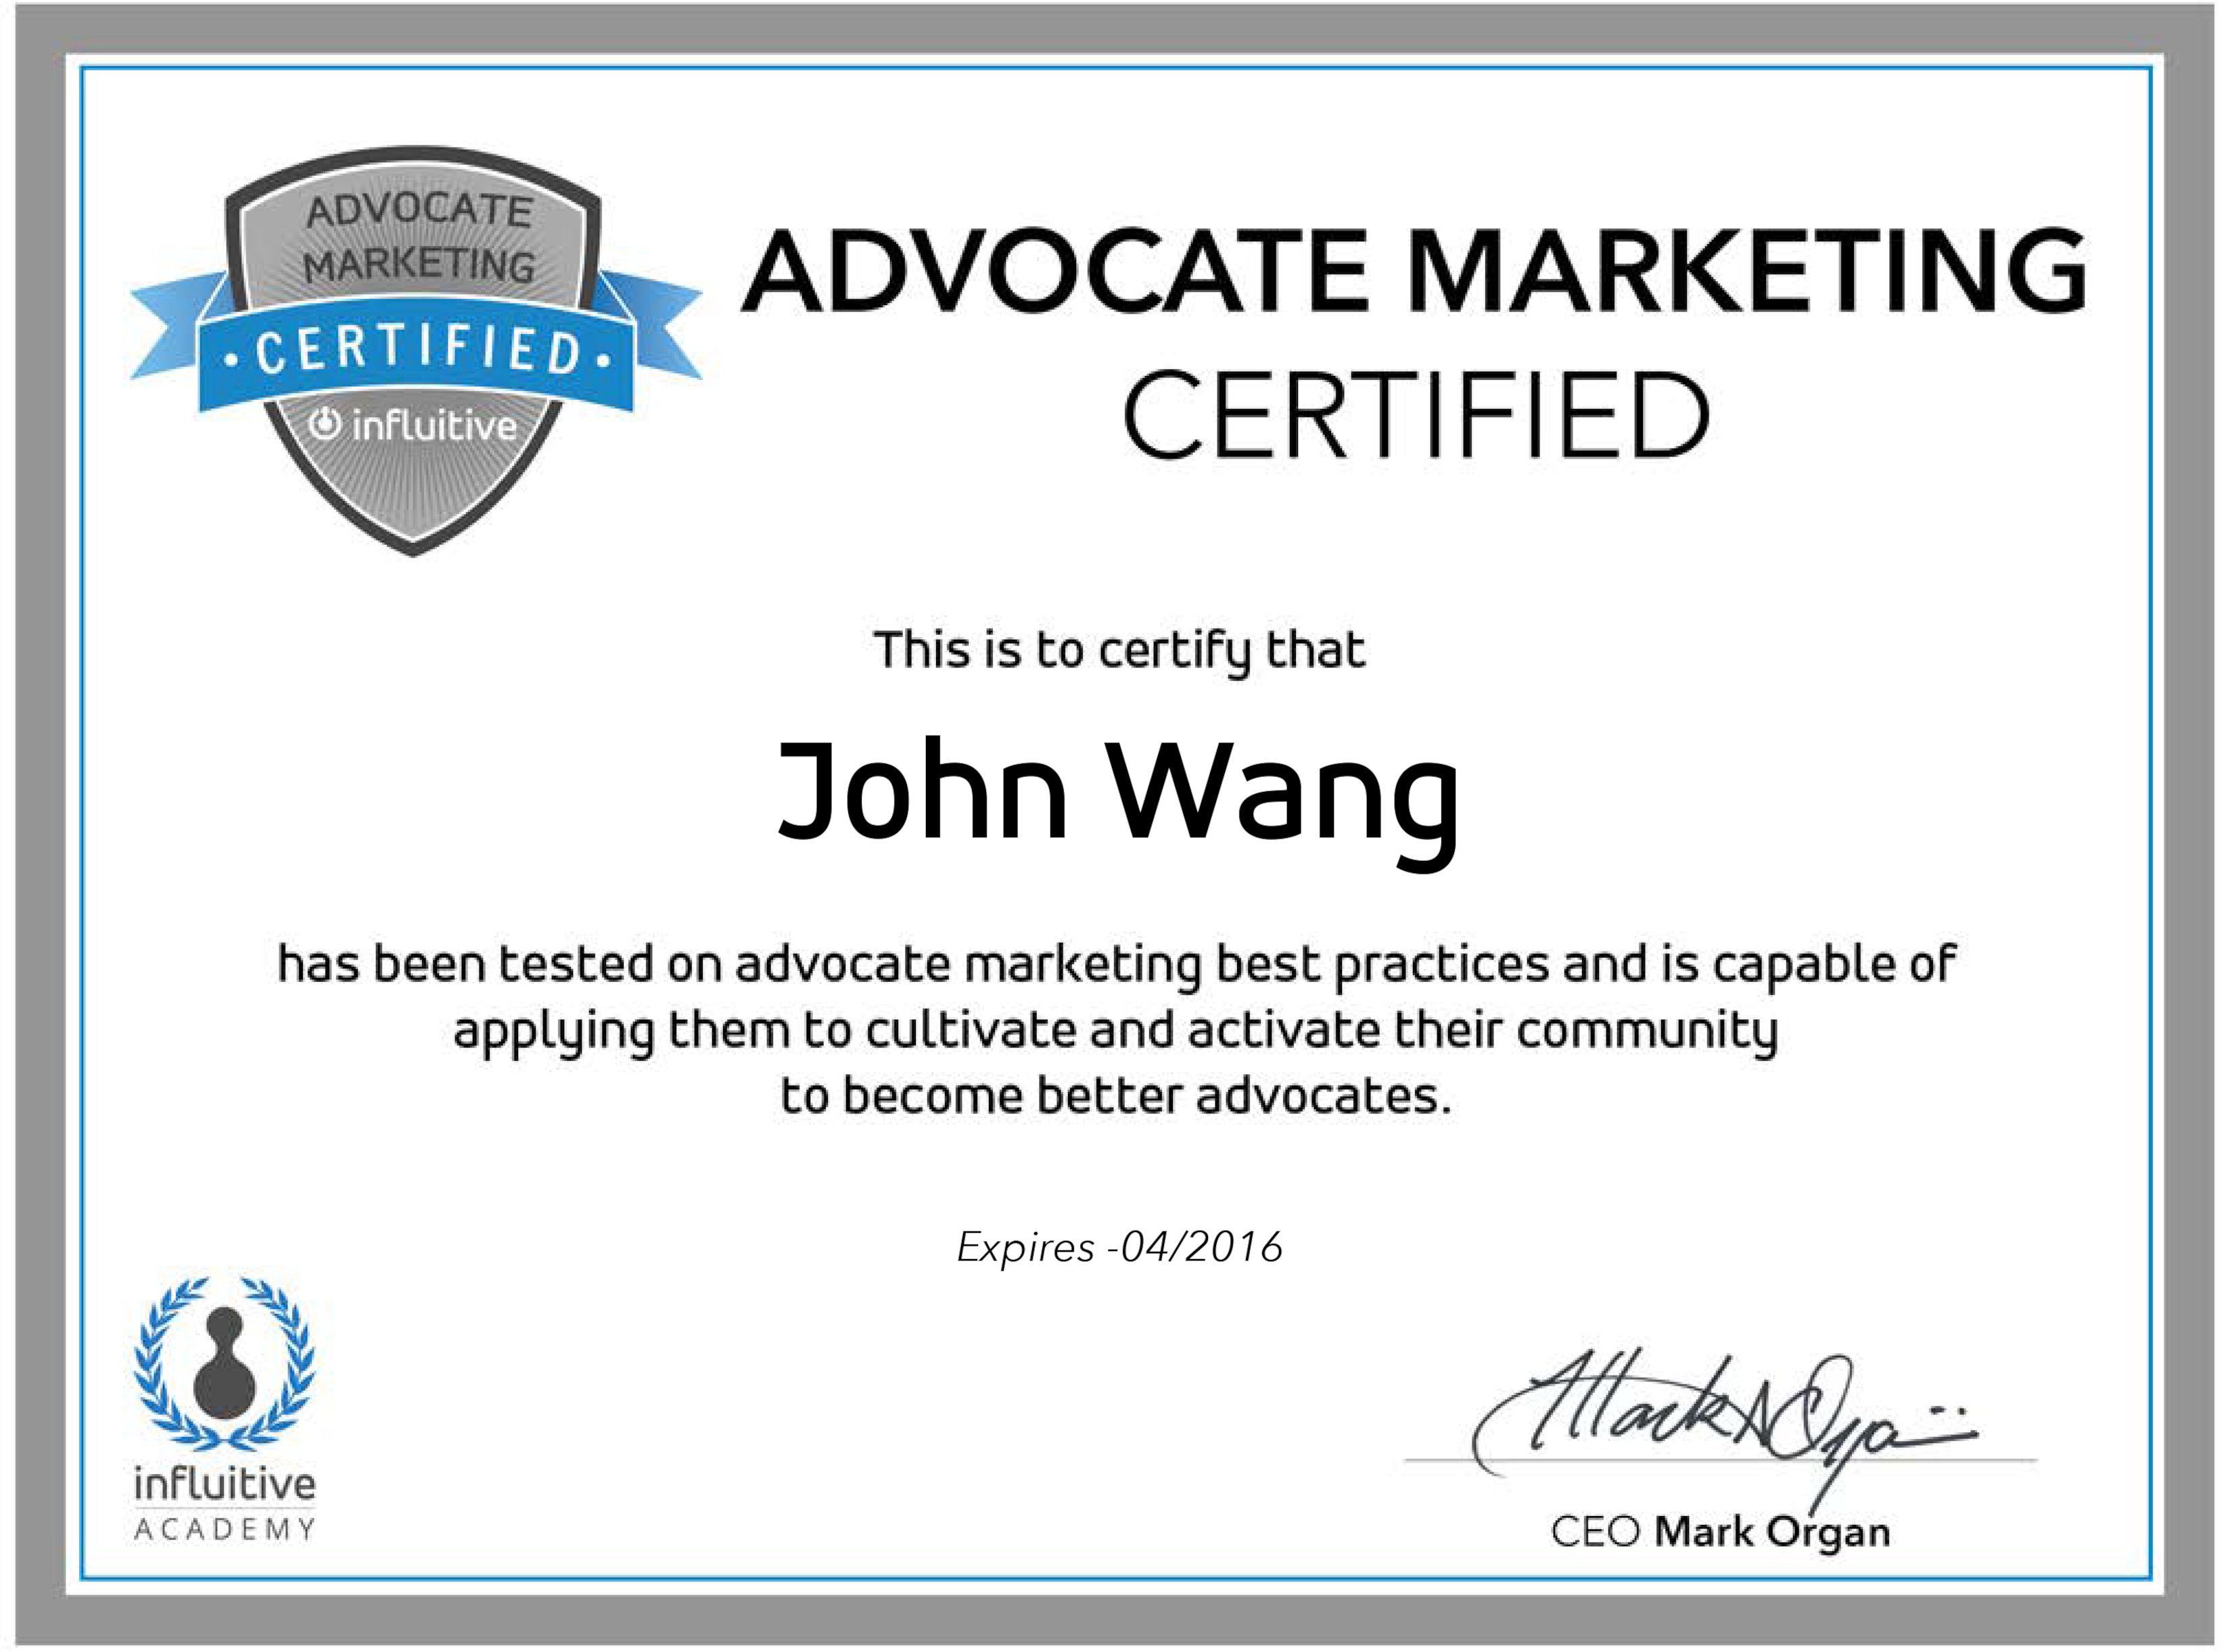 ADVOCATE
MARKETING
• CERTIFIED •
influitive
ADVOCATE MARKETING
CERTIFIED
This is to certify that
John Wang
has been tested on advocate marketing best practices and is capable of
applying them to cultivate and activate their community
to become better advocates.
Expires -04/2016
influitive
ACADEMY
Mark A Organ
CEO Mark Organ